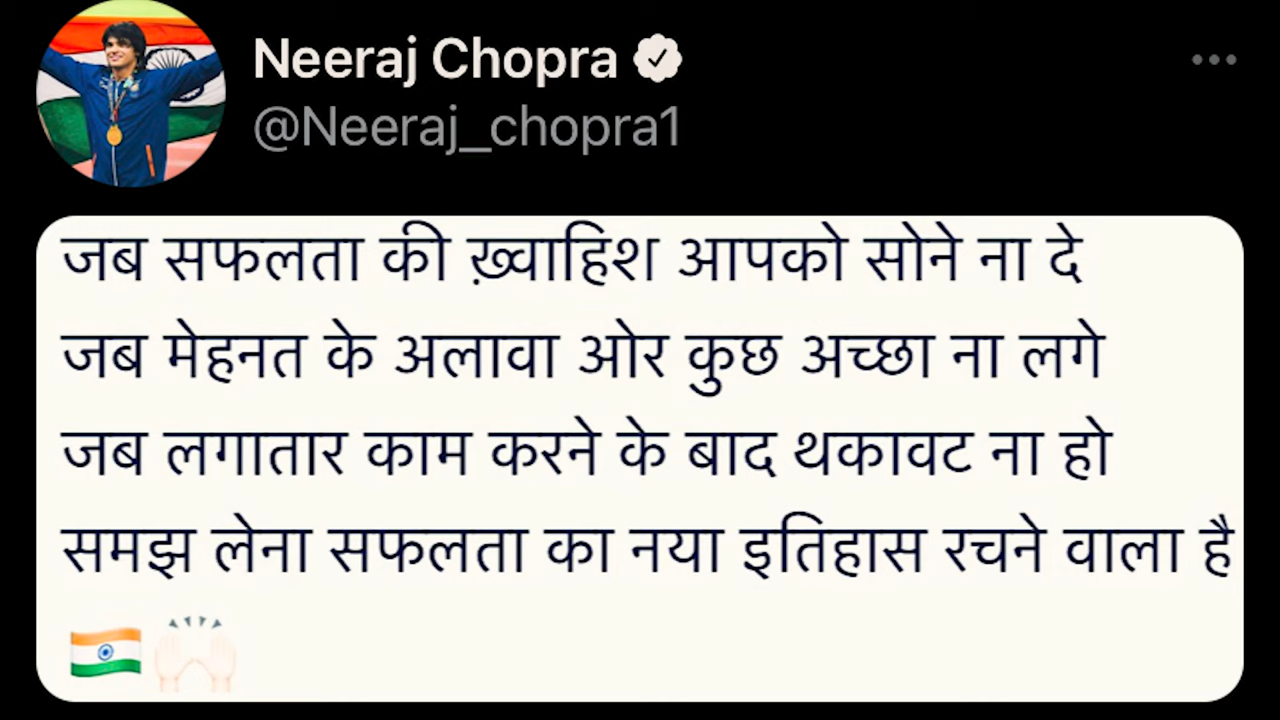 Neeraj Chopra
@Neeraj_chopra1
जब सफलता की ख़्वाहिश आपको सोने ना दे
जब मेहनत के अलावा ओर कुछ अच्छा ना लगे
जब लगातार काम करने के बाद थकावट ना हो
समझ लेना सफलता का नया इतिहास रचने वाला है
🇮🇳🙌🏻